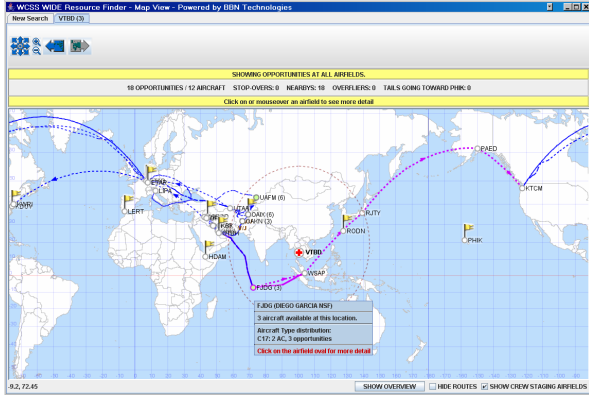 WCSS WIDE Resource Finder - Map View - Powered by BBN Technologies
New Search VTBD (3)
SHOWING OPPORTUNITIES AT ALL AIRFIELDS.
18 OPPORTUNITIES / 12 AIRCRAFT STOP-OVERS: 0 NEARBYS: 18 OVERFLIERS: 0 TAILS GOING TOWARD PHIK: 0
Click on or mouseover an airfield to see more detail
PAED
KTCM
LIPA
UAFM (6)
LERT
UTAA
OAIX (6)
OAKN (3)
RJTY
RODN
PHIK
HDAM
VTBD
WSAP
FJDG (3)
FJDG (DIEGO GARCIA NSF)
3 aircraft available at this location.
Aircraft Type distribution:
C17: 2 AC, 3 opportunities
Click on the airfield oval for more detail
-9.2, 72.45 SHOW OVERVIEW HIDE ROUTES SHOW CREW STAGING AIRFIELDS